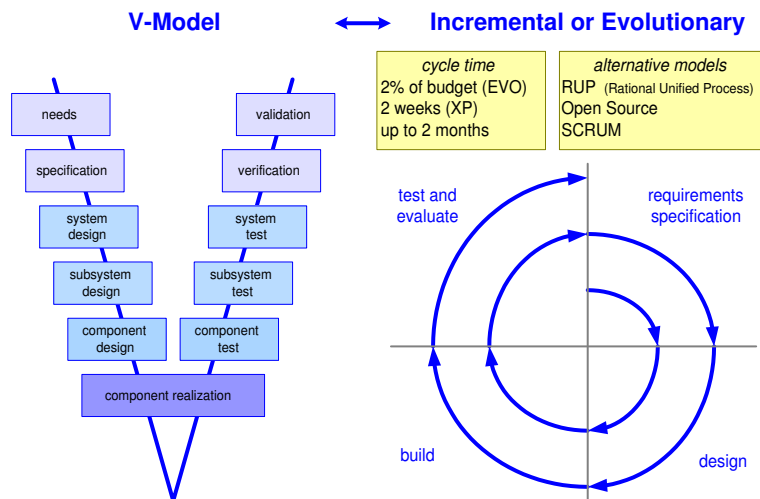 V-Model
Incremental or Evolutionary
needs
specification
system
design
subsystem
design
component
design
validation
verification
system
test
subsystem
test
component
test
component realization
cycle time
2% of budget (EVO)
2 weeks (XP)
up to 2 months
alternative models
RUP (Rational Unified Process)
Open Source
SCRUM
test and
evaluate
requirements
specification
build
design